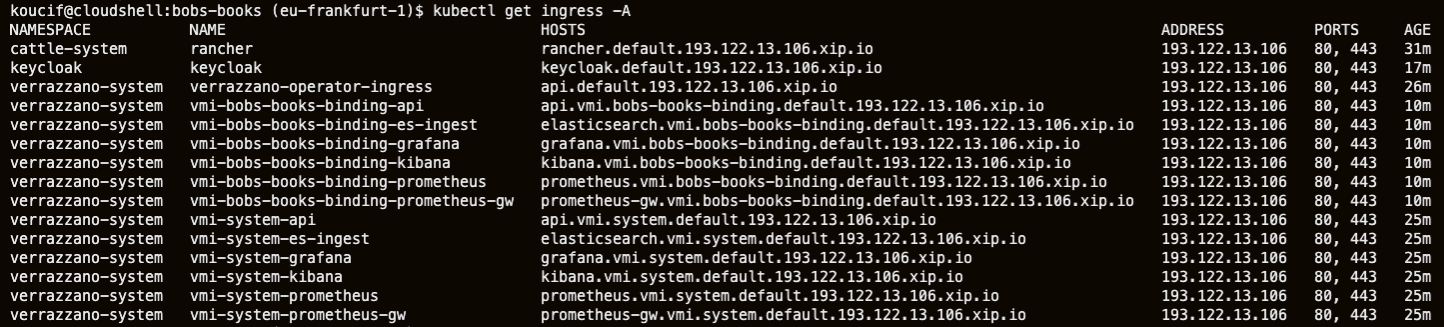 koucif@cloudshell:bobs-books (eu-frankfurt-1)$ kubectl get ingress -A
NAMESPACE NAME HOSTS ADDRESS PORTS AGE
cattle-system rancher rancher.default.193.122.13.106.xip.io 193.122.13.106 80, 443 31m
keycloak keycloak keycloak.default.193.122.13.106.xip.io 193.122.13.106 80, 443 17m
verrazzano-system verrazzano-operator-ingress api.default.193.122.13.106.xip.io 193.122.13.106 80, 443 26m
verrazzano-system vmi-bobs-books-binding-api api.vmi.bobs-books-binding.default.193.122.13.106.xip.io 193.122.13.106 80, 443 10m
verrazzano-system vmi-bobs-books-binding-es-ingest elasticsearch.vmi.bobs-books-binding.default.193.122.13.106.xip.io 193.122.13.106 80, 443 10m
verrazzano-system vmi-bobs-books-binding-grafana grafana.vmi.bobs-books-binding.default.193.122.13.106.xip.io 193.122.13.106 80, 443 10m
verrazzano-system vmi-bobs-books-binding-kibana kibana.vmi.bobs-books-binding.default.193.122.13.106.xip.io 193.122.13.106 80, 443 10m
verrazzano-system vmi-bobs-books-binding-prometheus prometheus.vmi.bobs-books-binding.default.193.122.13.106.xip.io 193.122.13.106 80, 443 10m
verrazzano-system vmi-bobs-books-binding-prometheus-gw prometheus-gw.vmi.bobs-books-binding.default.193.122.13.106.xip.io 193.122.13.106 80, 443 10m
verrazzano-system vmi-system-api api.vmi.system.default.193.122.13.106.xip.io 193.122.13.106 80, 443 25m
verrazzano-system vmi-system-es-ingest elasticsearch.vmi.system.default.193.122.13.106.xip.io 193.122.13.106 80, 443 25m
verrazzano-system vmi-system-grafana grafana.vmi.system.default.193.122.13.106.xip.io 193.122.13.106 80, 443 25m
verrazzano-system vmi-system-kibana kibana.vmi.system.default.193.122.13.106.xip.io 193.122.13.106 80, 443 25m
verrazzano-system vmi-system-prometheus prometheus.vmi.system.default.193.122.13.106.xip.io 193.122.13.106 80, 443 25m
verrazzano-system vmi-system-prometheus-gw prometheus-gw.vmi.system.default.193.122.13.106.xip.io 193.122.13.106 80, 443 25m